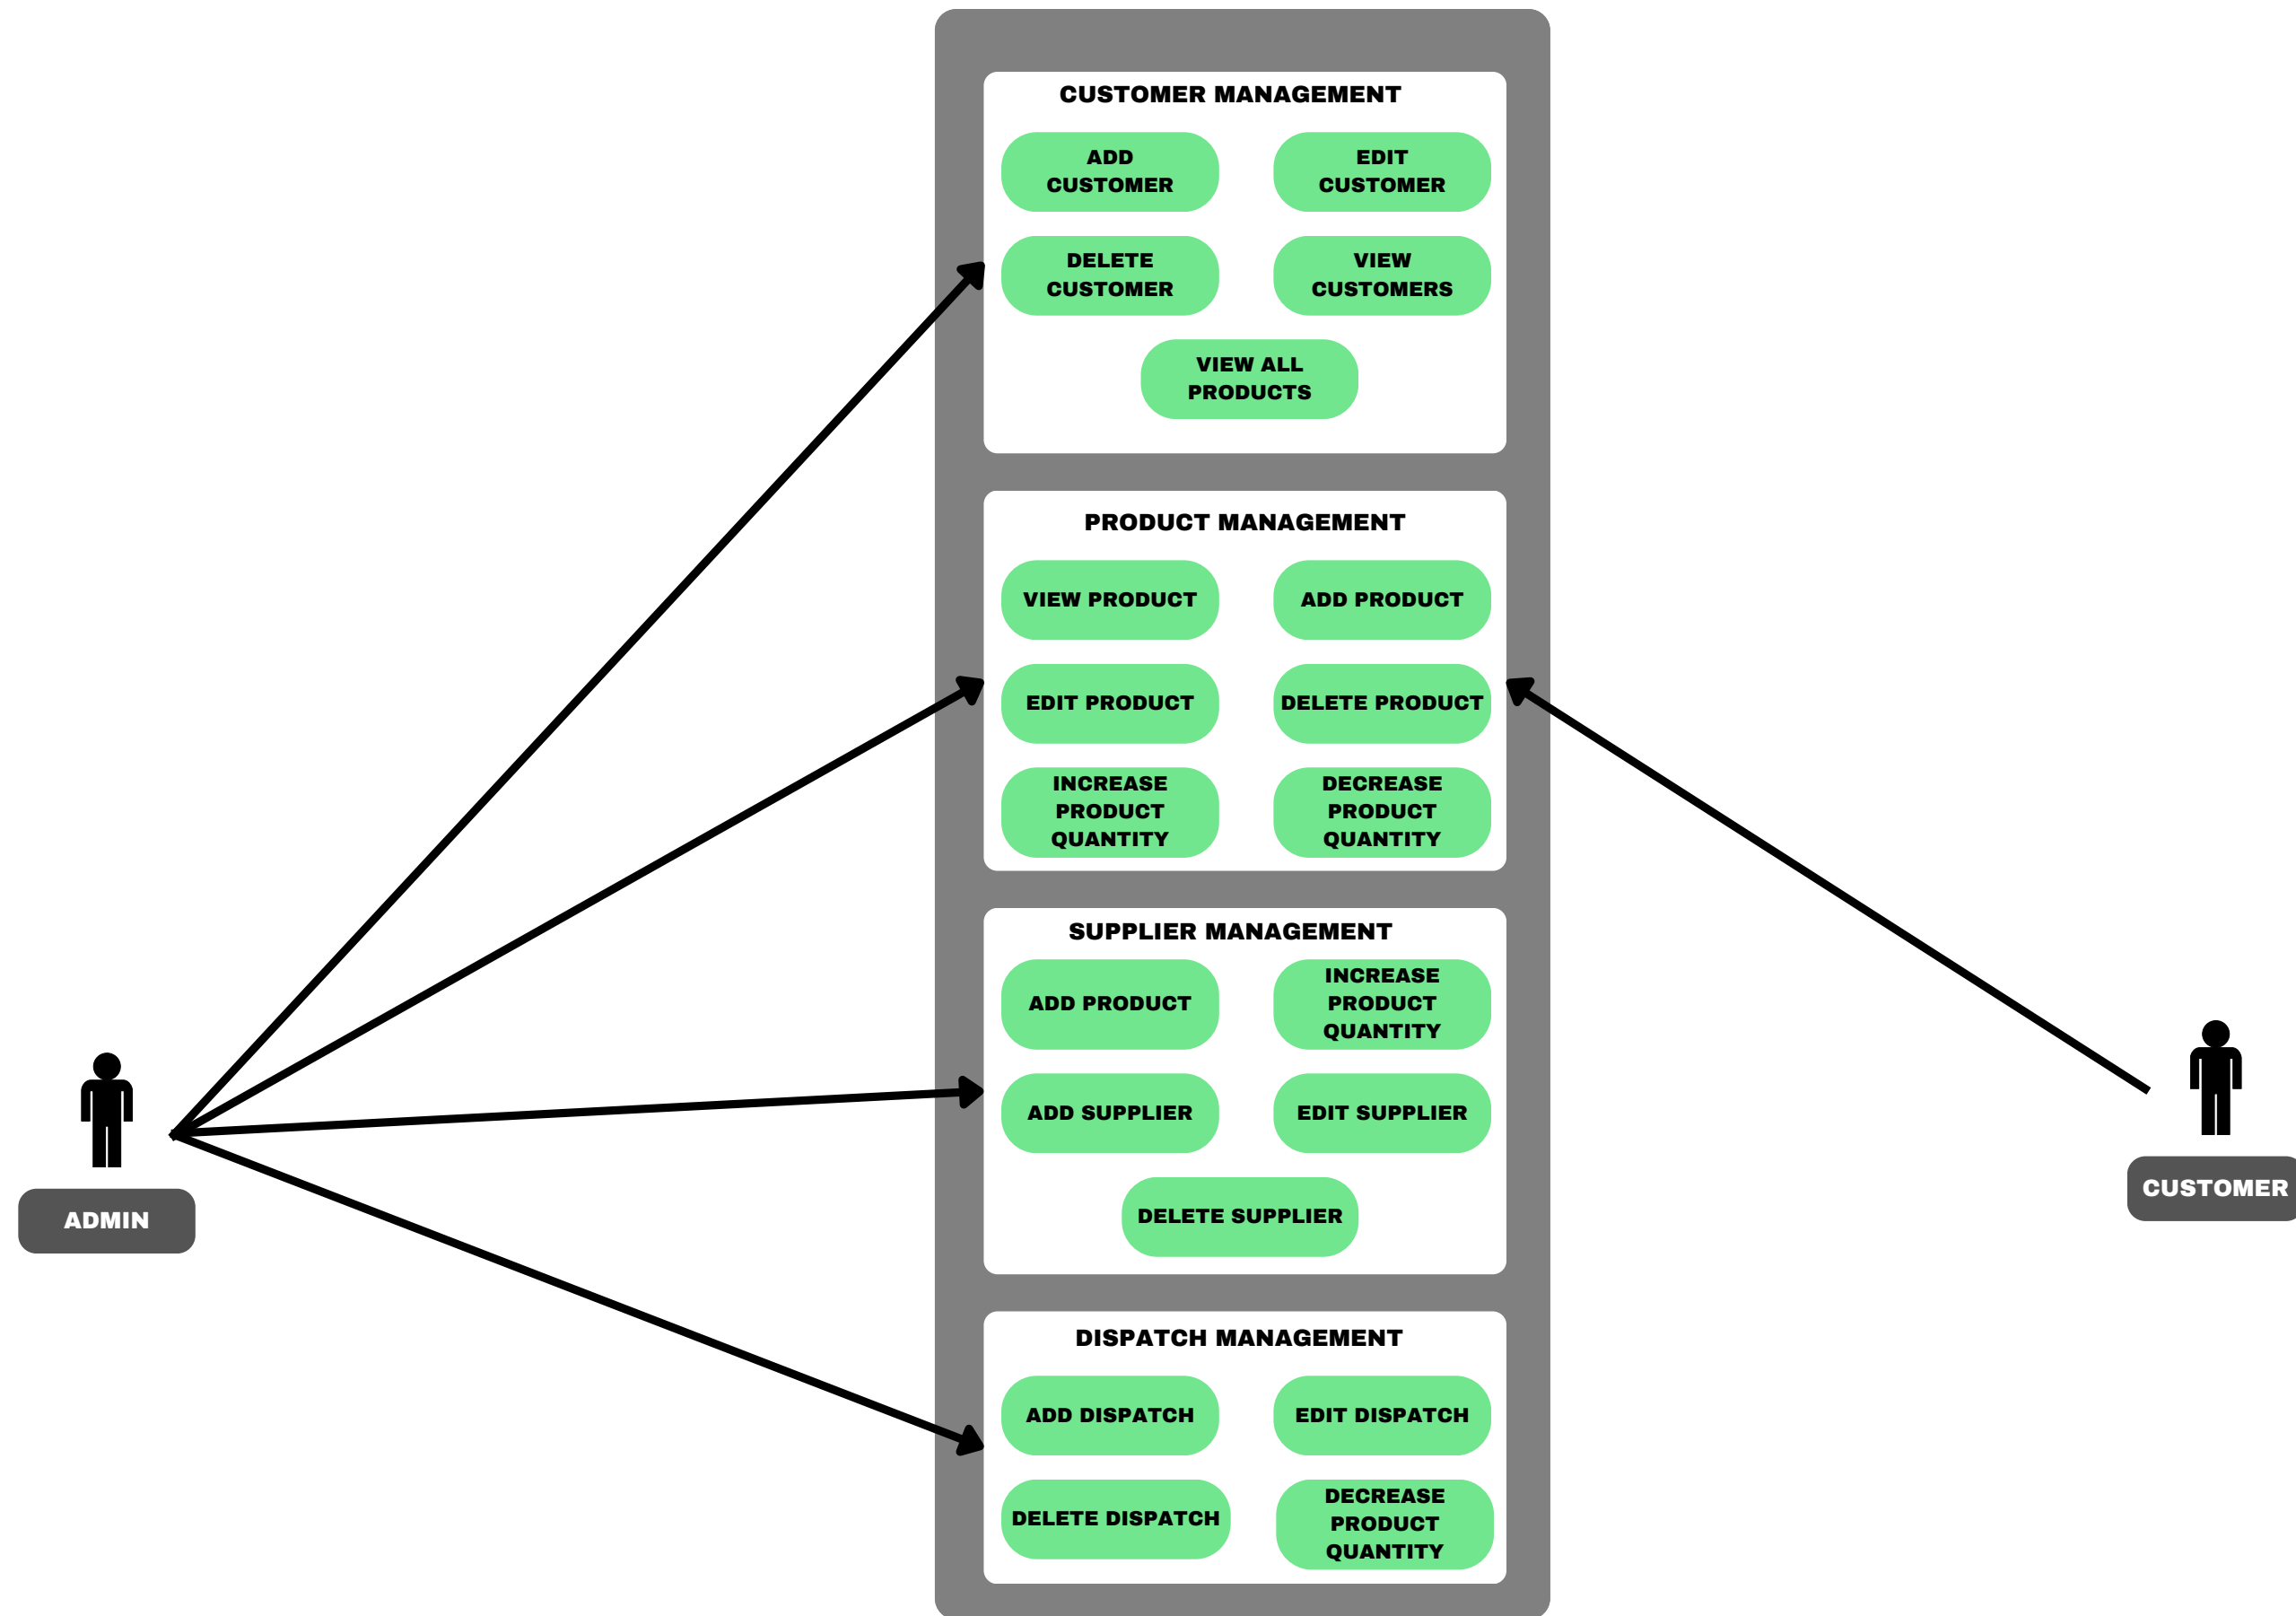 CUSTOMER MANAGEMENT
ADD
CUSTOMER
EDIT
CUSTOMER
DELETE
CUSTOMER
VIEW
CUSTOMERS
VIEW ALL
PRODUCTS
PRODUCT MANAGEMENT
VIEW PRODUCT
ADD PRODUCT
EDIT PRODUCT
DELETE PRODUCT
INCREASE
PRODUCT
QUANTITY
DECREASE
PRODUCT
QUANTITY
SUPPLIER MANAGEMENT
ADD PRODUCT
INCREASE
PRODUCT
QUANTITY
ADD SUPPLIER
EDIT SUPPLIER
DELETE SUPPLIER
DISPATCH MANAGEMENT
ADD DISPATCH
EDIT DISPATCH
DELETE DISPATCH
DECREASE
PRODUCT
QUANTITY
ADMIN
CUSTOMER